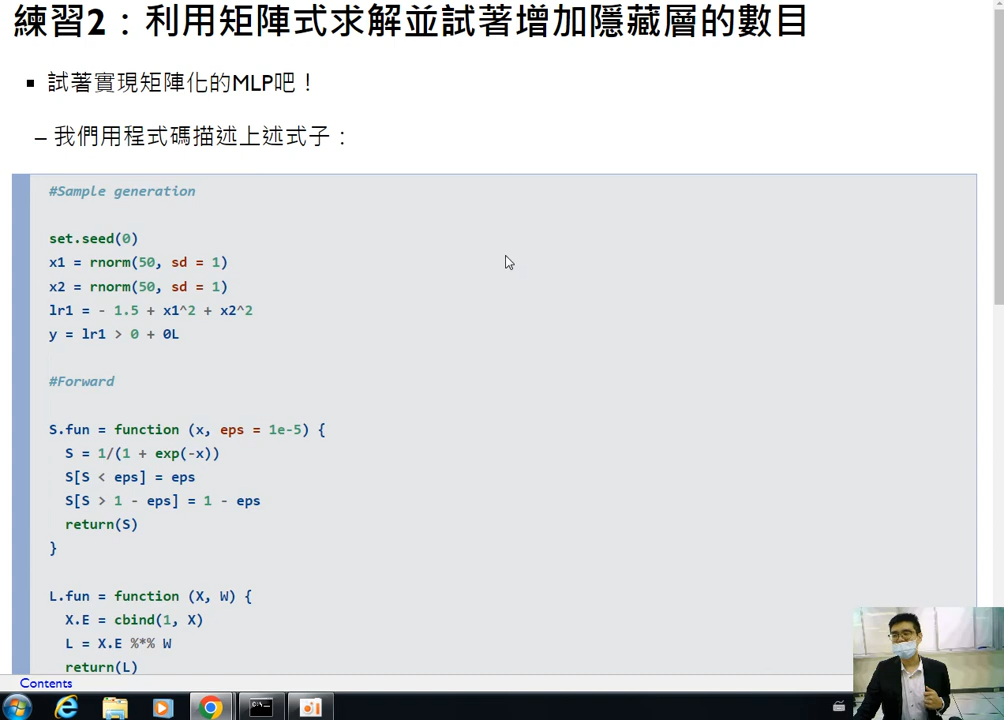 練習2：利用矩陣式求解並試著增加隱藏層的數目
試著實現矩陣化的MLP吧！
– 我們用程式碼描述上述式子：
#Sample generation
set.seed(0)
x1 = rnorm(50, sd = 1)
x2 = rnorm(50, sd = 1)
lr1 = - 1.5 + x1^2 + x2^2
y = lr1 > 0 + 0L
#Forward
S.fun = function (x, eps = 1e-5) {
S = 1/(1 + exp(-x))
S[S < eps] = eps
S[S > 1 - eps] = 1 - eps
return(S)
}
L.fun = function (X, W) {
X.E = cbind(1, X)
L = X.E %*% W
return(L)
Contents